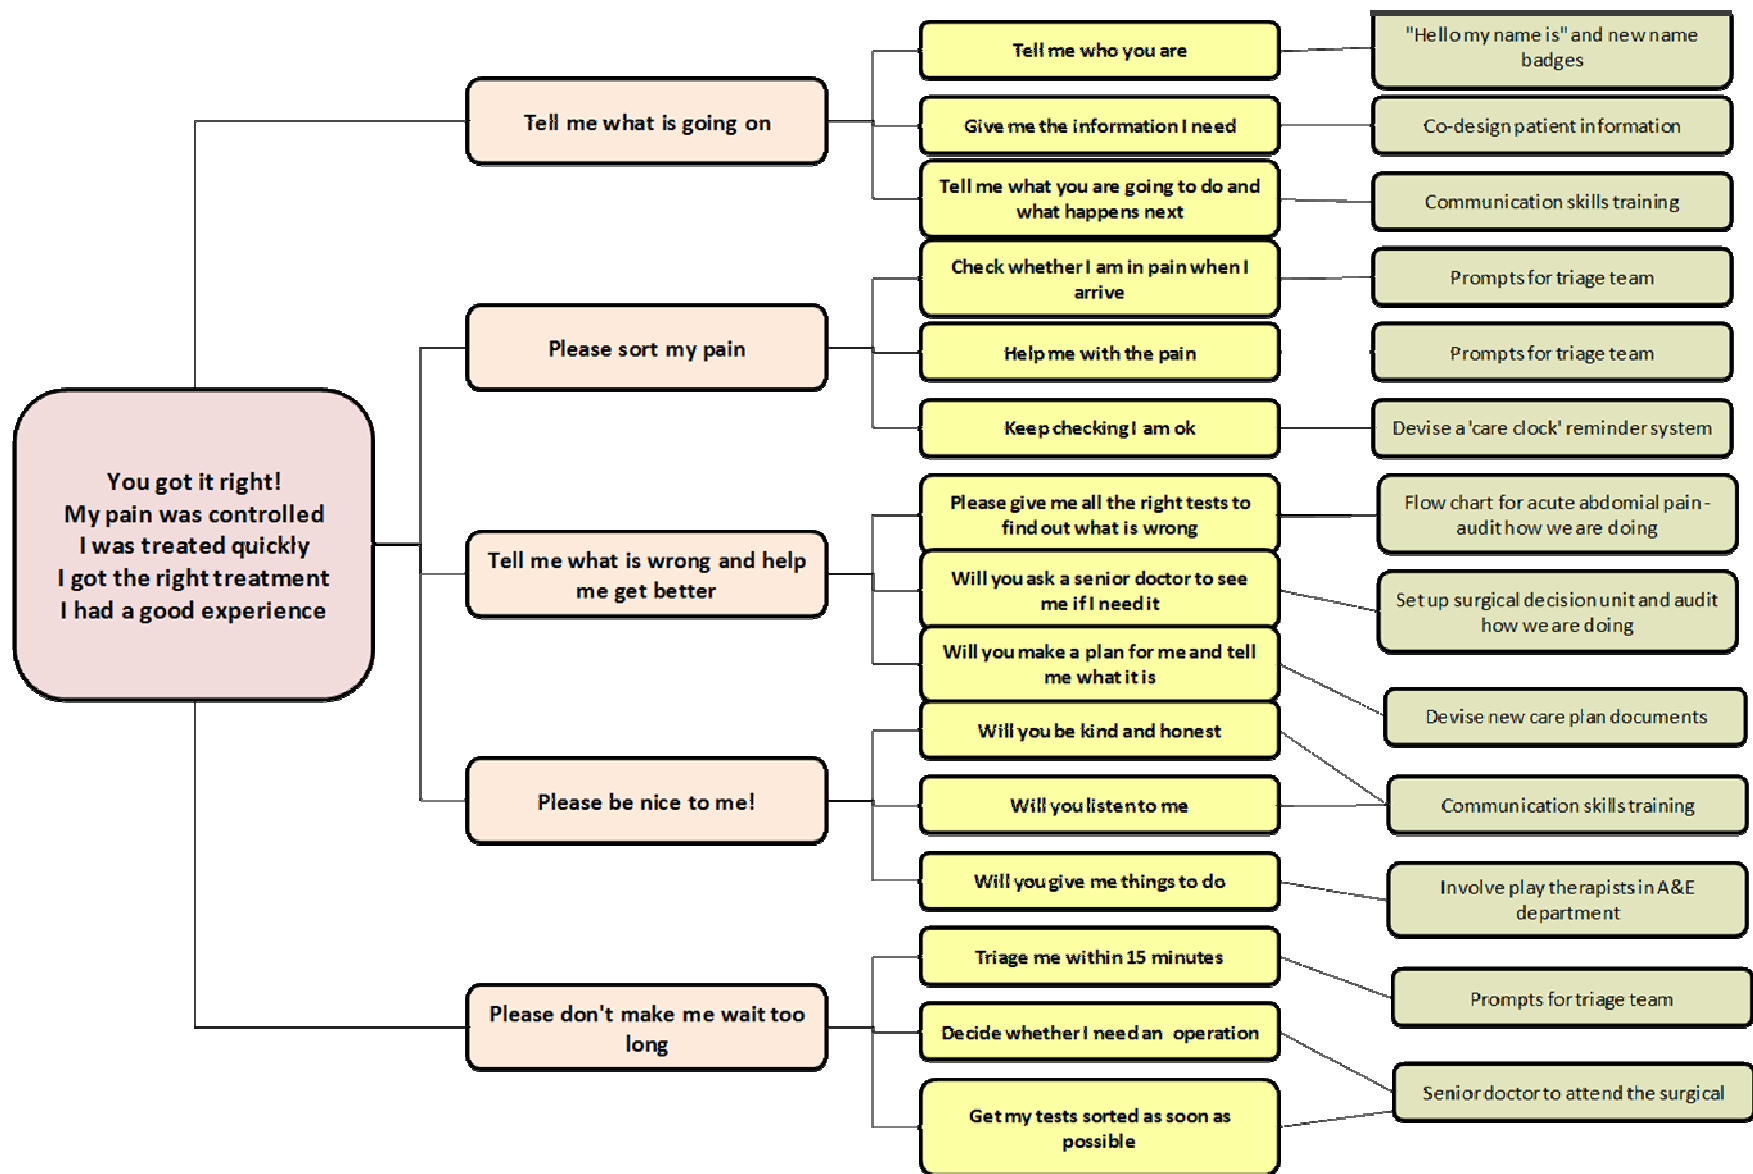 You got it right!
My pain was controlled
I was treated quickly
I got the right treatment
I had a good experience
Tell me what is going on
Please sort my pain
Tell me what is wrong and help
me get better
Please be nice to me!
Please don't make me wait too
long
Tell me who you are
Give me the information I need
Tell me what you are going to do and
what happens next
Check whether I am in pain when I
arrive
Help me with the pain
Keep checking I am ok
Please give me all the right tests to
find out what is wrong
Will you ask a senior doctor to see
me if I need it
Will you make a plan for me and tell
me what it is
Will you be kind and honest
Will you listen to me
Will you give me things to do
Triage me within 15 minutes
Decide whether I need an operation
Get my tests sorted as soon as
possible
"Hello my name is" and new name
badges
Co-design patient information
Communication skills training
Prompts for triage team
Prompts for triage team
Devise a 'care clock' reminder system
Flow chart for acute abdomial pain-
audit how we are doing
Set up surgical decision unit and audit
how we are doing
Devise new care plan documents
Communication skills training
Involve play therapists in A&E
department
Prompts for triage team
Senior doctor to attend the surgical